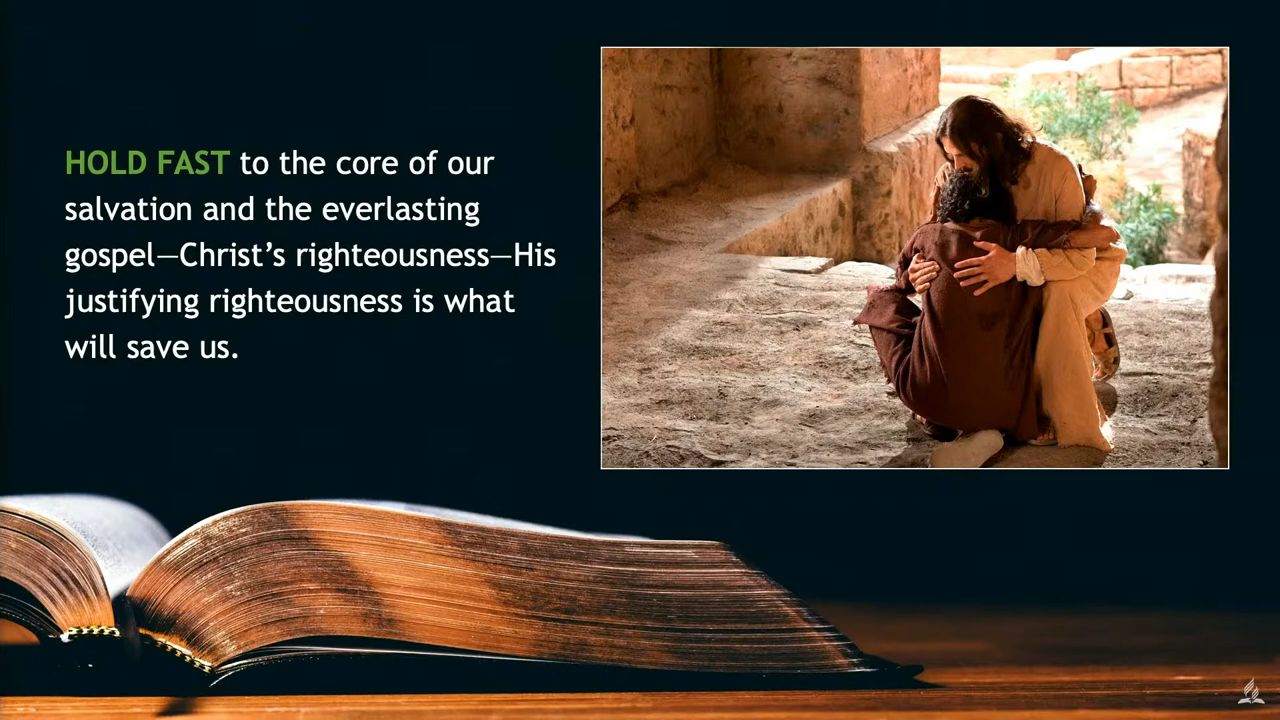 HOLD FAST to the core of our
salvation and the everlasting
gospel—Christ’s righteousness—His
justifying righteousness is what
will save us.